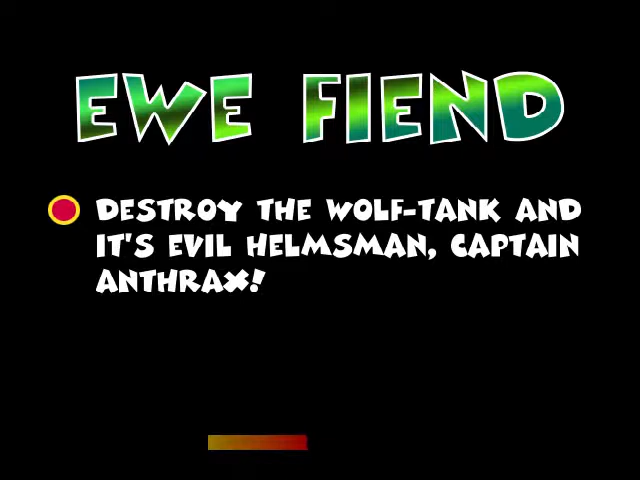 EWE FIEND
DESTROY THE WOLF-TANK AND
IT'S EVIL HELMSMAN, CAPTAIN
ANTHRAX!